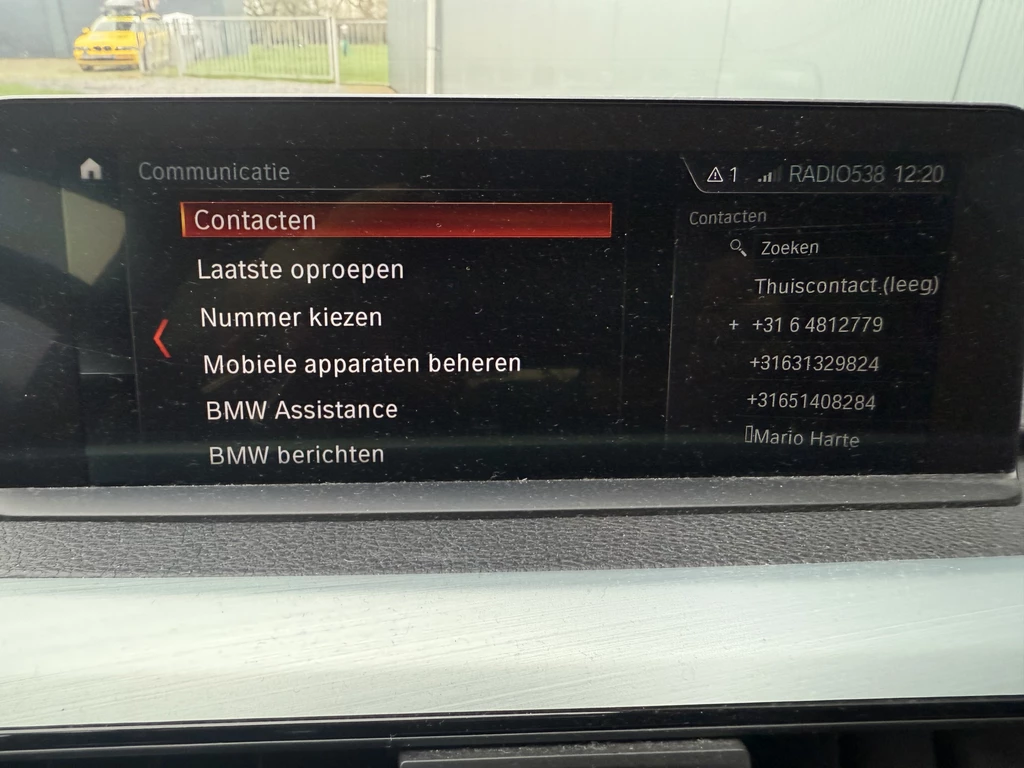 Communicatie
1 RADIO538 12:20
Contacten
Laatste oproepen
Nummer kiezen
Mobiele apparaten beheren
BMW Assistance
BMW berichten
Contacten
Zoeken
Thuiscontact (leeg)
+ +31 6 4812779
+31631329824
+31651408284
Mario Harte